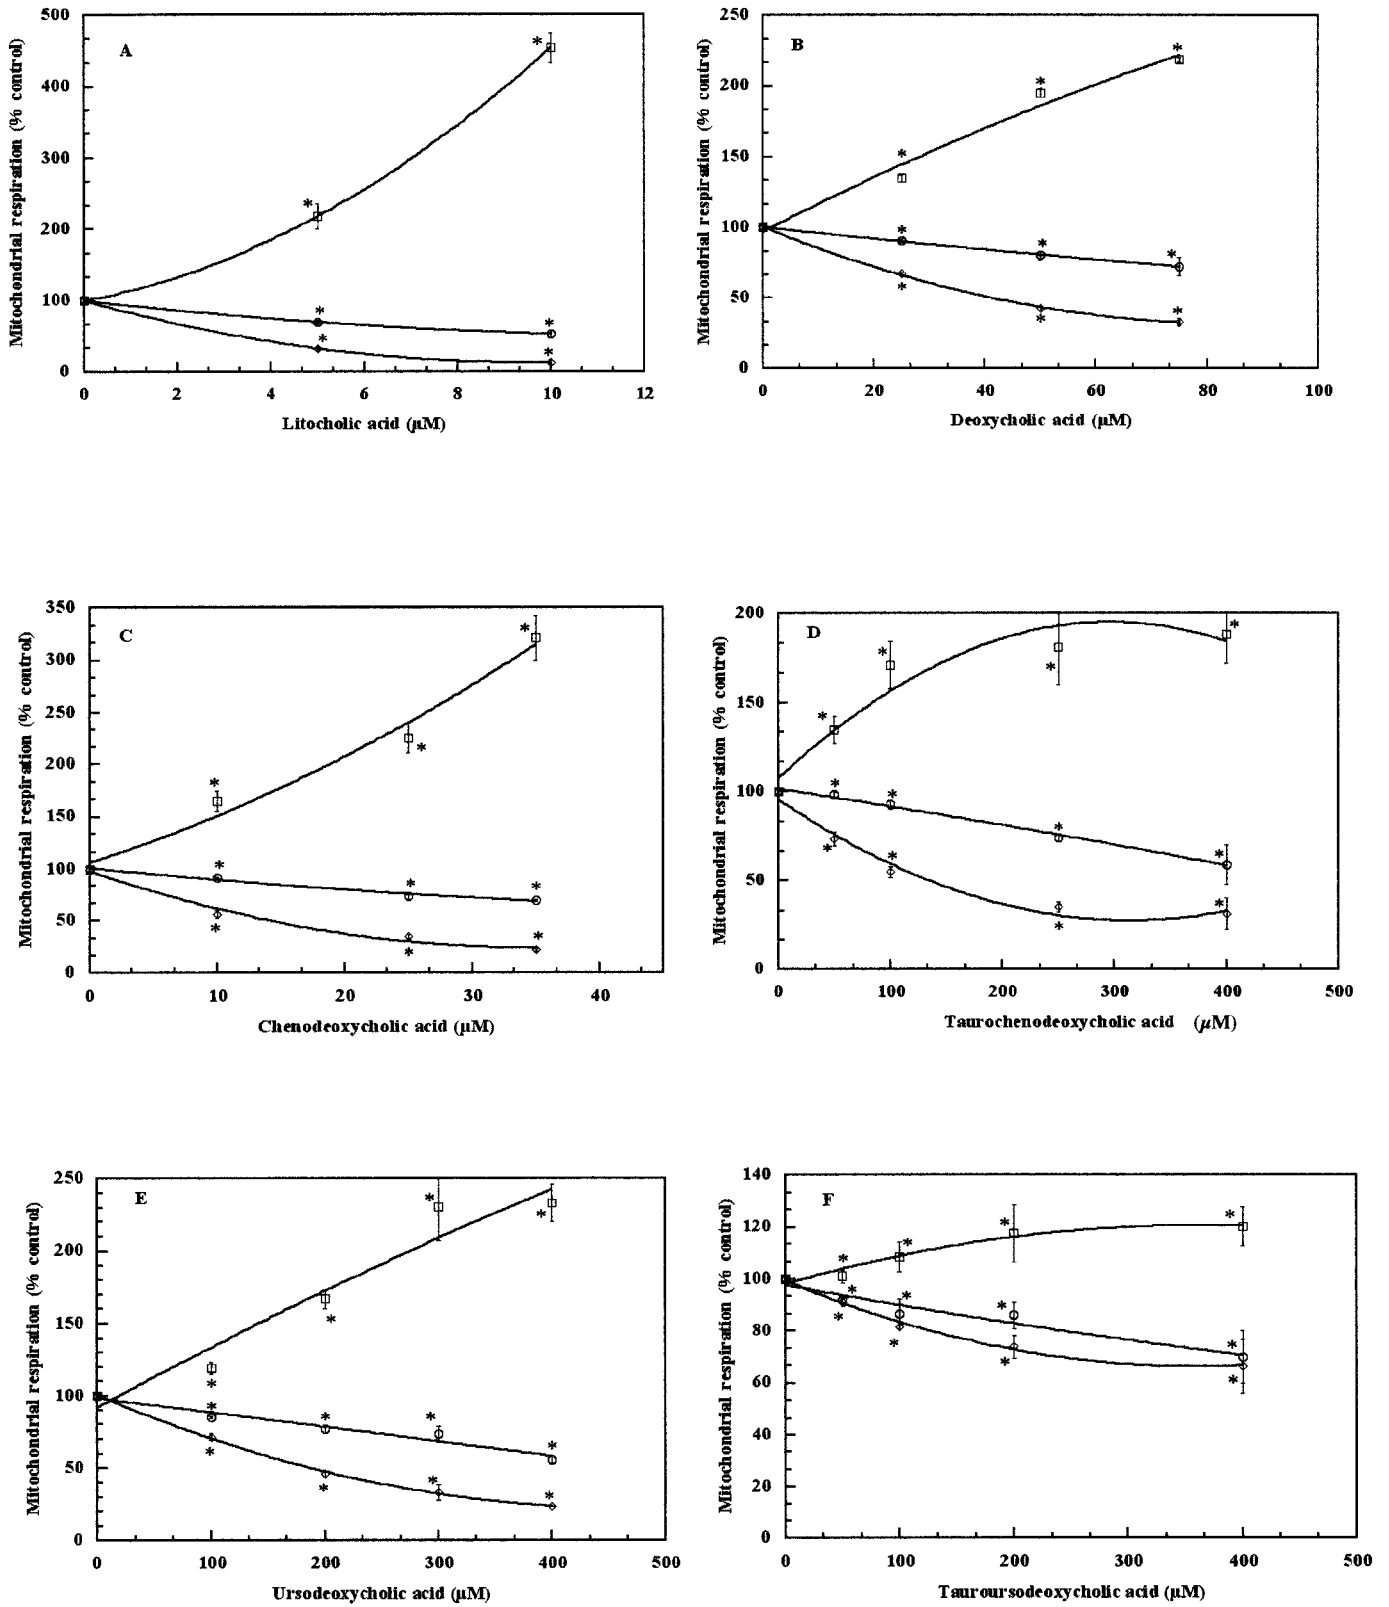 A
Mitochondrial respiration (% control)
500
400
300
200
100
0
0 2 4 6 8 10 12
Litocholic acid (µM)
* * * * * *
B
Mitochondrial respiration (% control)
250
200
150
100
50
0
0 20 40 60 80 100
Deoxycholic acid (µM)
* * * * * * * * *
C
Mitochondrial respiration (% control)
350
300
250
200
150
100
50
0
0 10 20 30 40
Chenodeoxycholic acid (µM)
* * * * * * * * *
D
Mitochondrial respiration (% control)
200
150
100
50
0
0 100 200 300 400 500
Taurochenodeoxycholic acid (µM)
* * * * * * * * * * * *
E
Mitochondrial respiration (% control)
250
200
150
100
50
0
0 100 200 300 400 500
Ursodeoxycholic acid (µM)
* * * * * * * * * * * *
F
Mitochondrial respiration (% control)
140
120
100
80
60
40
20
0
0 100 200 300 400 500
Tauroursodeoxycholic acid (µM)
* * * * * * * * * * * *